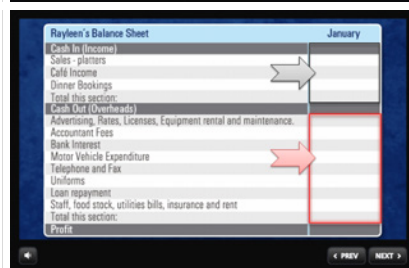 Rayleen's Balance Sheet January
Cash In (Income)
Sales - platters
Café Income
Dinner Bookings
Total this section:
Cash Out (Overheads)
Advertising, Rates, Licenses, Equipment rental and maintenance.
Accountant Fees
Bank Interest
Motor Vehicle Expenditure
Telephone and Fax
Uniforms
Loan repayment
Staff, food stock, utilities bills, insurance and rent
Total this section:
Profit
< PREV NEXT >